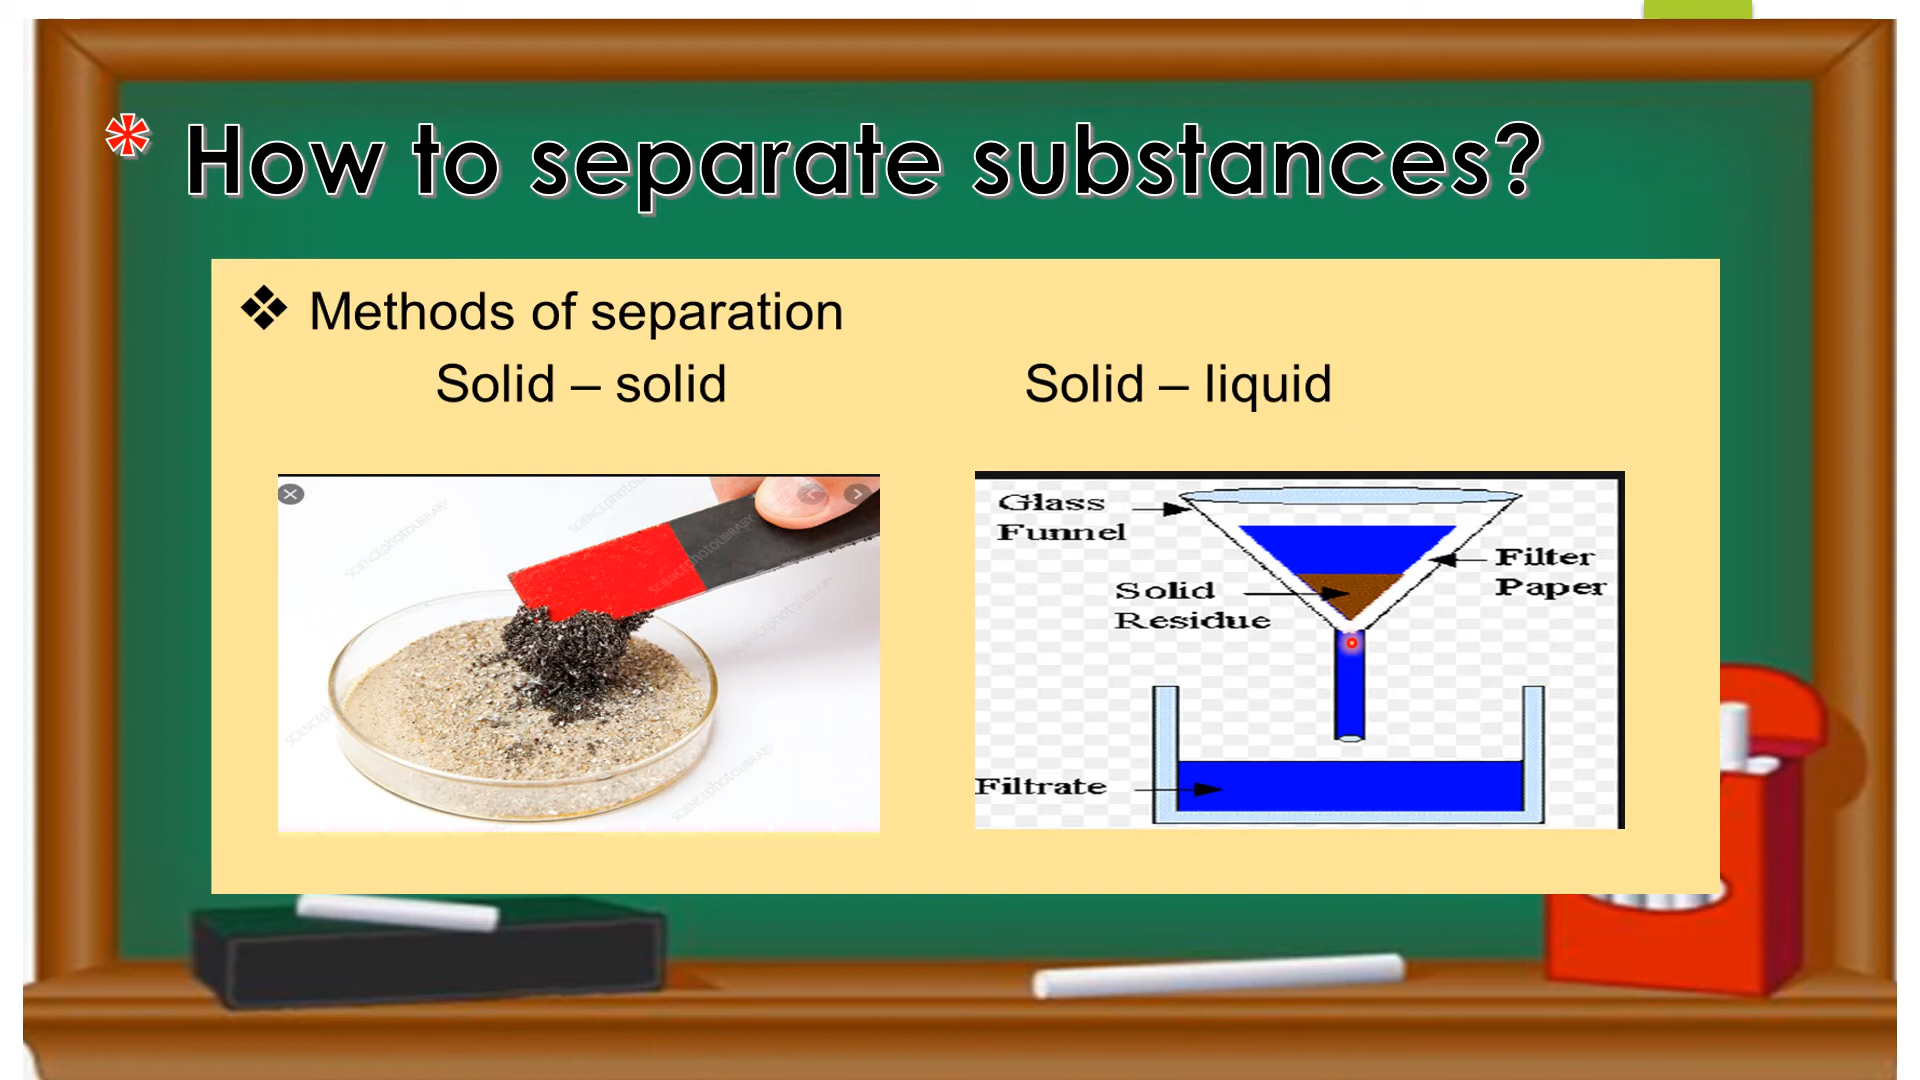 * How to separate substances?
❖ Methods of separation
Solid – solid
Solid – liquid
Glass
Funnel
Filter
Paper
Solid
Residue
Filtrate